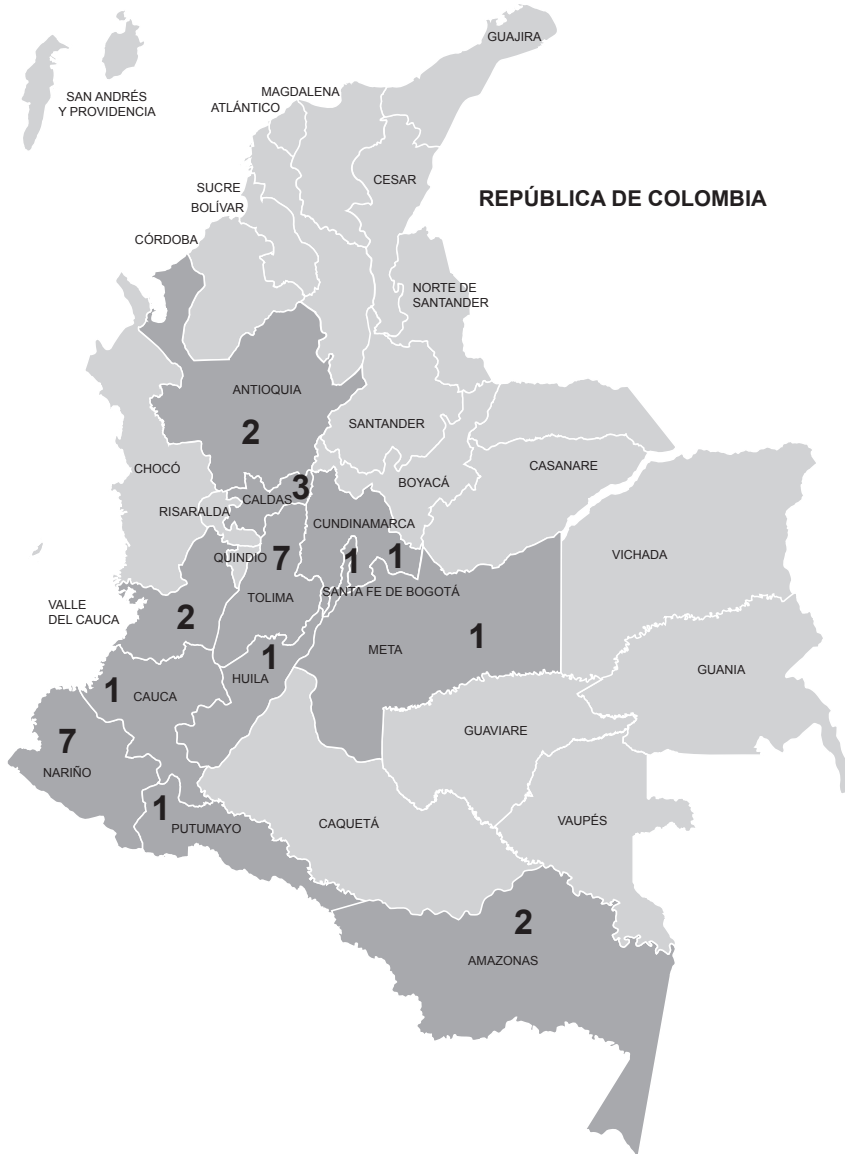 GUAJIRA
SAN ANDRÉS
Y PROVIDENCIA
MAGDALENA
ATLÁNTICO
CESAR
SUCRE
BOLÍVAR
REPÚBLICA DE COLOMBIA
CÓRDOBA
NORTE DE
SANTANDER
ANTIOQUIA
2
SANTANDER
CHOCÓ
CASANARE
BOYACÁ
CALDAS
3
RISARALDA
CUNDINAMARCA
QUINDIO
7
1
1
VICHADA
SANTA FE DE BOGOTÁ
TOLIMA
VALLE
DEL CAUCA
2
META
1
HUILA
1
GUANIA
1
CAUCA
GUAVIARE
7
NARIÑO
1
PUTUMAYO
CAQUETÁ
VAUPÉS
2
AMAZONAS